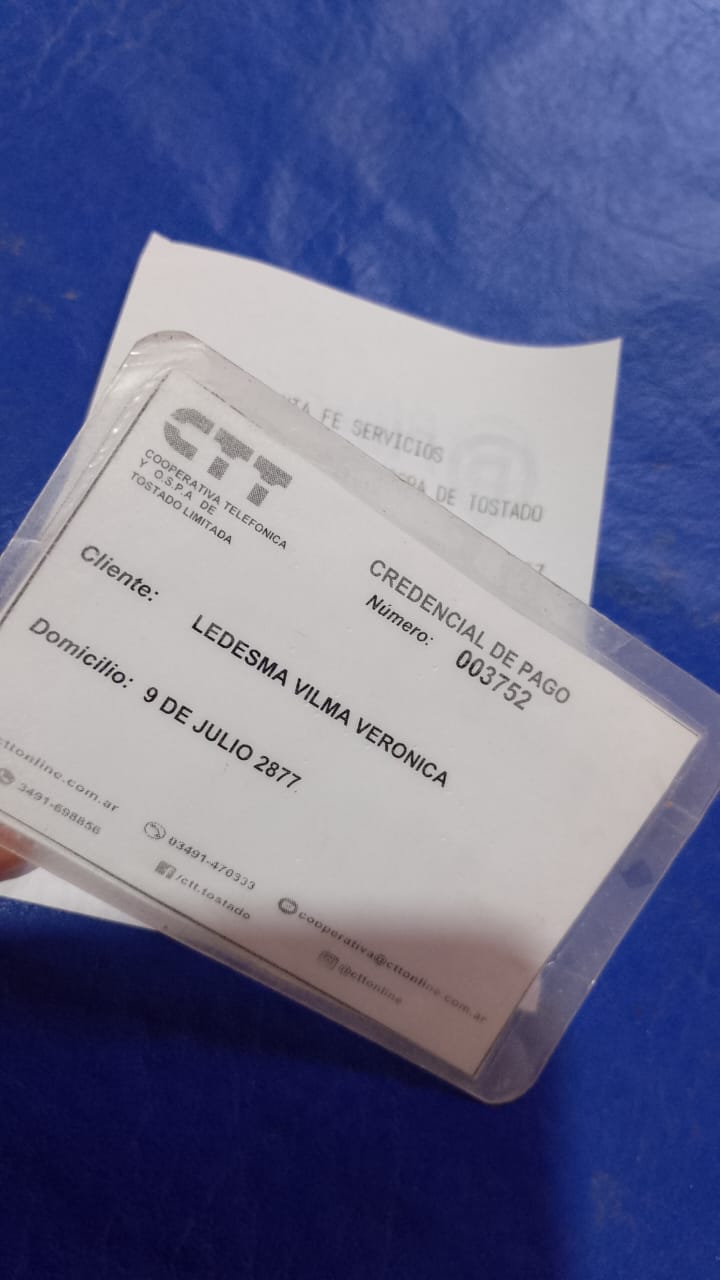 FE SERVICIOS
DE TOSTADO
CTT
COOPERATIVA TELEFONICA
Y O.S.P.A DE
TOSTADO LIMITADA
CREDENCIAL DE PAGO
Número: 003752
Cliente:
LEDESMA VILMA VERONICA
Domicilio: 9 DE JULIO 2877
cttonline.com.ar
3491-698856
03491-470333
/ctt.tostado
cooperativa@cttonline.com.ar
@cttonline